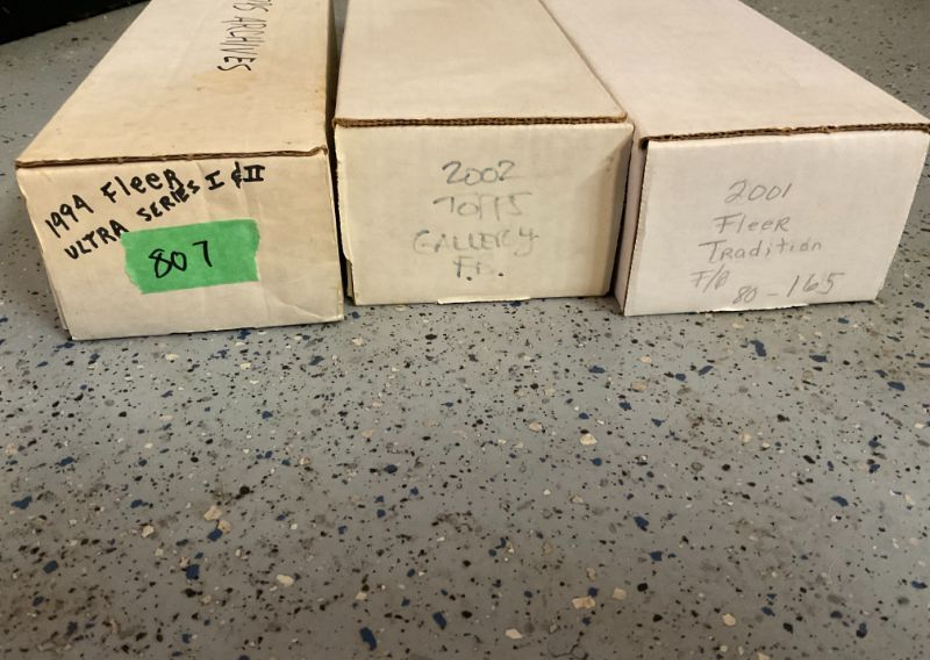 ARCHIVES
1994 Fleer
ULTRA SERIES I & II
807
2002
TOPPS
GALLERY
2001
Fleer
Tradition
F/B 80-165